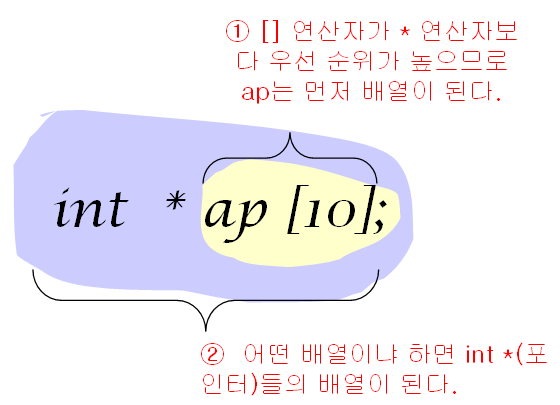 ① [] 연산자가 * 연산자보
다 우선 순위가 높으므로
ap는 먼저 배열이 된다.
int * ap [10];
② 어떤 배열이냐 하면 int *(포
인터)들의 배열이 된다.